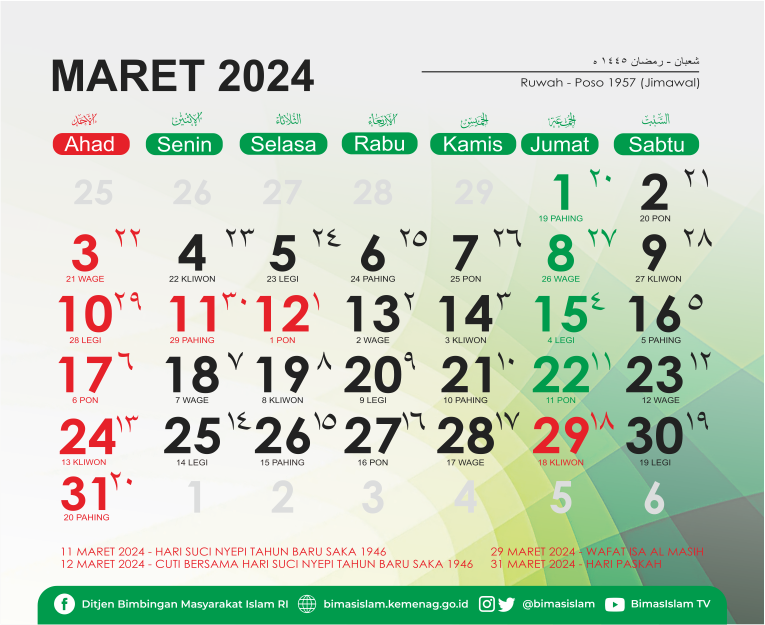 MARET 2024
شعبان - رمضان ١٤٤٥ ه
Ruwah - Poso 1957 (Jimawal)
الأحد الإثنين الثلاثاء الأربعاء الخميس الجمعة السبت
Ahad Senin Selasa Rabu Kamis Jumat Sabtu
25 26 27 28 29 1 ٢٠ 2 ٢١
19 PAHING 20 PON
3 ٢٢ 4 ٢٣ 5 ٢٤ 6 ٢٥ 7 ٢٦ 8 ٢٧ 9 ٢٨
21 WAGE 22 KLIWON 23 LEGI 24 PAHING 25 PON 26 WAGE 27 KLIWON
10 ٢٩ 11 ٣٠ 12 ١ 13 ٢ 14 ٣ 15 ٤ 16 ٥
28 LEGI 29 PAHING 1 PON 2 WAGE 3 KLIWON 4 LEGI 5 PAHING
17 ٦ 18 ٧ 19 ٨ 20 ٩ 21 ١٠ 22 ١١ 23 ١٢
6 PON 7 WAGE 8 KLIWON 9 LEGI 10 PAHING 11 PON 12 WAGE
24 ١٣ 25 ١٤ 26 ١٥ 27 ١٦ 28 ١٧ 29 ١٨ 30 ١٩
13 KLIWON 14 LEGI 15 PAHING 16 PON 17 WAGE 18 KLIWON 19 LEGI
31 ٢٠ 1 2 3 4 5 6
20 PAHING
11 MARET 2024 - HARI SUCI NYEPI TAHUN BARU SAKA 1946
12 MARET 2024 - CUTI BERSAMA HARI SUCI NYEPI TAHUN BARU SAKA 1946
29 MARET 2024 - WAFAT ISA AL MASIH
31 MARET 2024 - HARI PASKAH
Ditjen Bimbingan Masyarakat Islam RI bimasislam.kemenag.go.id @bimasislam BimasIslam TV